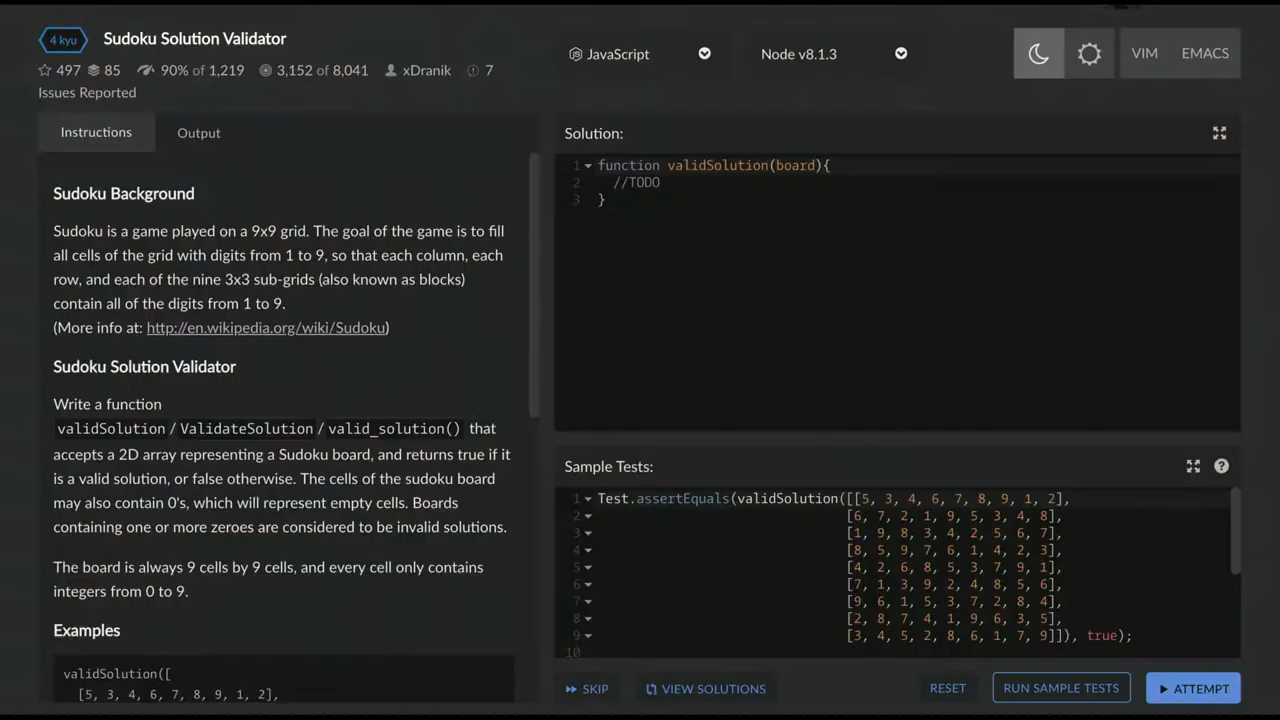 4 kyu Sudoku Solution Validator
497 85 90% of 1,219 3,152 of 8,041 xDranik 7
Issues Reported
JavaScript Node v8.1.3 VIM EMACS
Instructions Output
Sudoku Background
Sudoku is a game played on a 9x9 grid. The goal of the game is to fill
all cells of the grid with digits from 1 to 9, so that each column, each
row, and each of the nine 3x3 sub-grids (also known as blocks)
contain all of the digits from 1 to 9.
(More info at: http://en.wikipedia.org/wiki/Sudoku)
Sudoku Solution Validator
Write a function
validSolution / ValidateSolution / valid_solution() that
accepts a 2D array representing a Sudoku board, and returns true if it
is a valid solution, or false otherwise. The cells of the sudoku board
may also contain 0's, which will represent empty cells. Boards
containing one or more zeroes are considered to be invalid solutions.
The board is always 9 cells by 9 cells, and every cell only contains
integers from 0 to 9.
Examples
validSolution([
[5, 3, 4, 6, 7, 8, 9, 1, 2],
Solution:
1 function validSolution(board){
2 //TODO
3 }
Sample Tests: ?
1 Test.assertEquals(validSolution([[5, 3, 4, 6, 7, 8, 9, 1, 2],
2 [6, 7, 2, 1, 9, 5, 3, 4, 8],
3 [1, 9, 8, 3, 4, 2, 5, 6, 7],
4 [8, 5, 9, 7, 6, 1, 4, 2, 3],
5 [4, 2, 6, 8, 5, 3, 7, 9, 1],
6 [7, 1, 3, 9, 2, 4, 8, 5, 6],
7 [9, 6, 1, 5, 3, 7, 2, 8, 4],
8 [2, 8, 7, 4, 1, 9, 6, 3, 5],
9 [3, 4, 5, 2, 8, 6, 1, 7, 9]]), true);
10
SKIP VIEW SOLUTIONS RESET RUN SAMPLE TESTS ATTEMPT